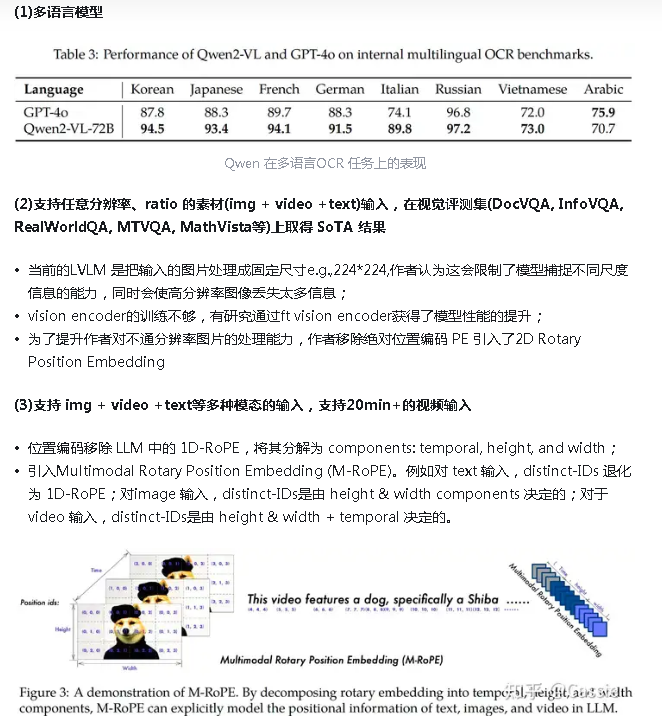 (1)多语言模型
Table 3: Performance of Qwen2-VL and GPT-4o on internal multilingual OCR benchmarks.
Language Korean Japanese French German Italian Russian Vietnamese Arabic
GPT-4o 87.8 88.3 89.7 88.3 74.1 96.8 72.0 75.9
Qwen2-VL-72B 94.5 93.4 94.1 91.5 89.8 97.2 73.0 70.7
Qwen 在多语言OCR 任务上的表现
(2)支持任意分辨率、ratio 的素材(img + video +text)输入，在视觉评测集(DocVQA, InfoVQA,
RealWorldQA, MTVQA, MathVista等)上取得 SoTA 结果
• 当前的LVLM 是把输入的图片处理成固定尺寸e.g.,224*224,作者认为这会限制了模型捕捉不同尺度
信息的能力，同时会使高分辨率图像丢失太多信息；
• vision encoder的训练不够，有研究通过ft vision encoder获得了模型性能的提升；
• 为了提升作者对不通分辨率图片的处理能力，作者移除绝对位置编码 PE 引入了2D Rotary
Position Embedding
(3)支持 img + video +text等多种模态的输入，支持20min+的视频输入
• 位置编码移除 LLM 中的 1D-RoPE，将其分解为 components: temporal, height, and width；
• 引入Multimodal Rotary Position Embedding (M-RoPE)。例如对 text 输入，distinct-IDs 退化
为 1D-RoPE；对image 输入，distinct-IDs是由 height & width components 决定的；对于
video 输入，distinct-IDs是由 height & width + temporal 决定的。
Time
Position ids:
Height
Width
This video features a dog, specifically a Shiba ......
Multimodal Rotary Position Embedding (M-RoPE)
Multimodal Rotary Position Embedding
Time
height
width
知乎
Figure 3: A demonstration of M-RoPE. By decomposing rotary embedding into temporal, height, and width
components, M-RoPE can explicitly model the positional information of text, images, and video in LLM.